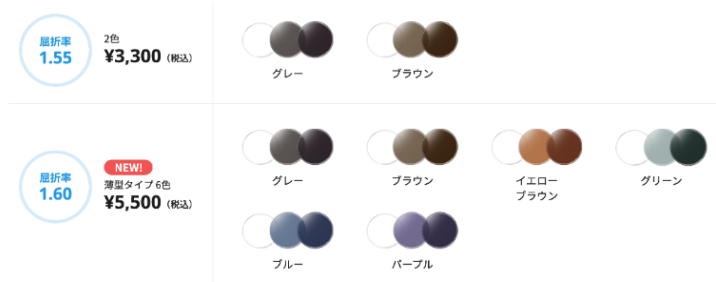 屈折率
1.55
2色
¥3,300（税込）
グレー
ブラウン
屈折率
1.60
NEW!
薄型タイプ 6色
¥5,500（税込）
グレー
ブラウン
イエロー
ブラウン
グリーン
ブルー
パープル